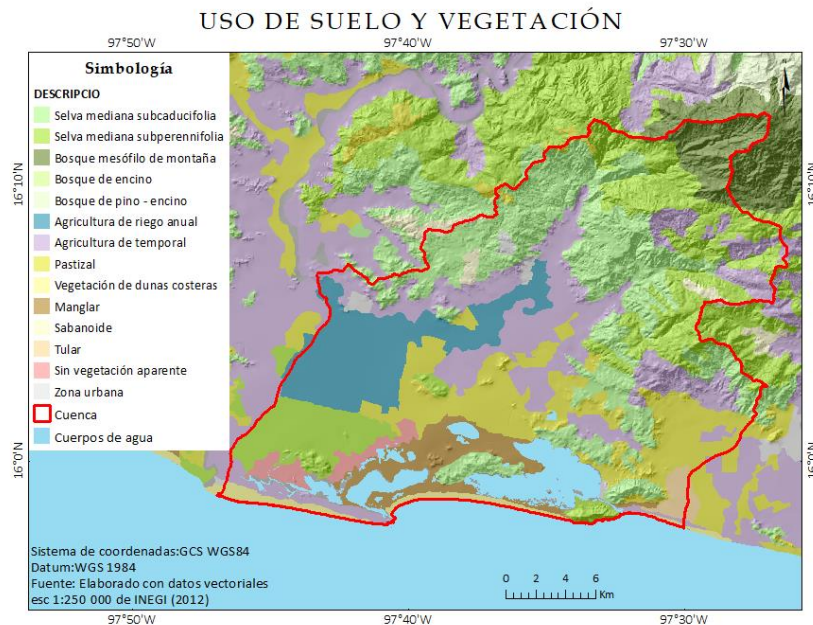 USO DE SUELO Y VEGETACIÓN
97°50'W 97°40'W 97°30'W
Simbología
DESCRIPCIO
Selva mediana subcaducifolia
Selva mediana subperennifolia
Bosque mesófilo de montaña
Bosque de encino
Bosque de pino - encino
Agricultura de riego anual
Agricultura de temporal
Pastizal
Vegetación de dunas costeras
Manglar
Sabanoide
Tular
Sin vegetación aparente
Zona urbana
Cuenca
Cuerpos de agua
16°10'N 16°10'N
16°0'N 16°0'N
Sistema de coordenadas:GCS WGS84
Datum:WGS 1984
Fuente: Elaborado con datos vectoriales
esc 1:250 000 de INEGI (2012)
0 2 4 6
Km
97°50'W 97°40'W 97°30'W